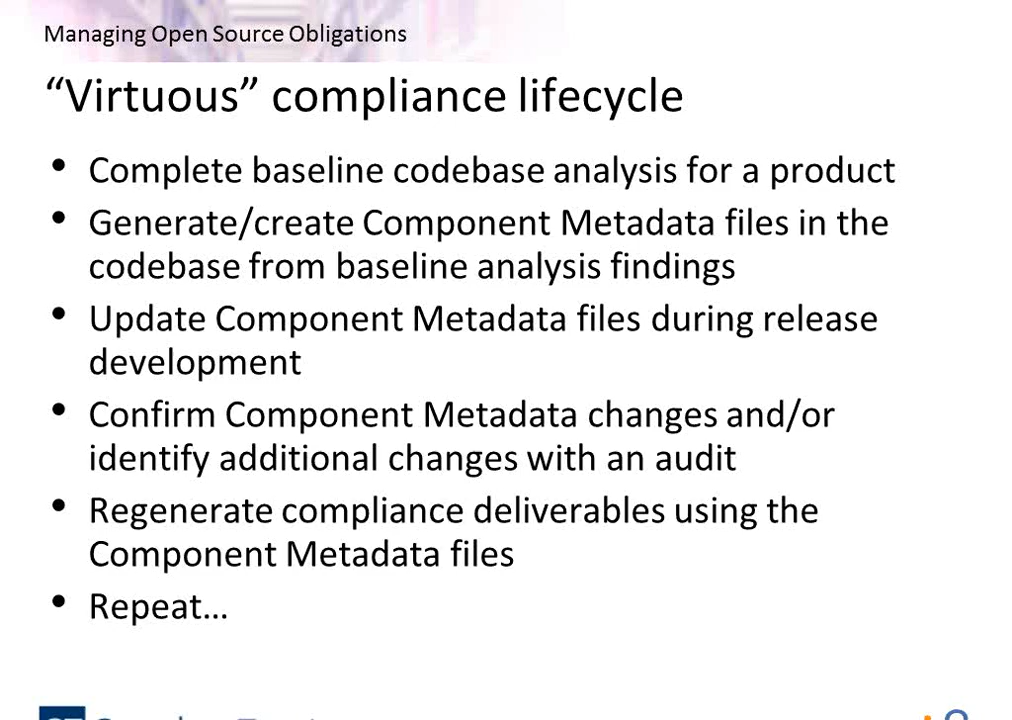 Managing Open Source Obligations
“Virtuous” compliance lifecycle
• Complete baseline codebase analysis for a product
• Generate/create Component Metadata files in the
codebase from baseline analysis findings
• Update Component Metadata files during release
development
• Confirm Component Metadata changes and/or
identify additional changes with an audit
• Regenerate compliance deliverables using the
Component Metadata files
• Repeat…